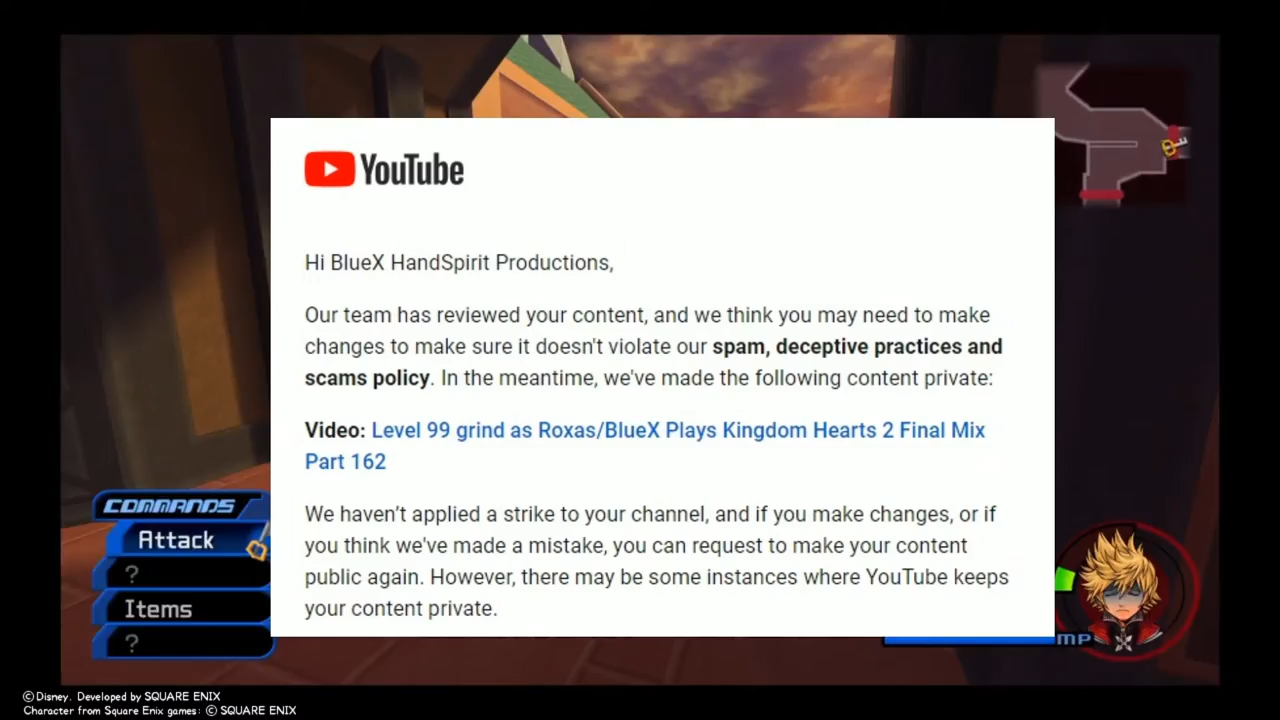 YouTube
Hi BlueX HandSpirit Productions,
Our team has reviewed your content, and we think you may need to make
changes to make sure it doesn't violate our spam, deceptive practices and
scams policy. In the meantime, we've made the following content private:
Video: Level 99 grind as Roxas/BlueX Plays Kingdom Hearts 2 Final Mix
Part 162
We haven’t applied a strike to your channel, and if you make changes, or if
you think we've made a mistake, you can request to make your content
public again. However, there may be some instances where YouTube keeps
your content private.
COMMANDS
Attack
?
Items
?
MP
©Disney. Developed by SQUARE ENIX
Character from Square Enix games: © SQUARE ENIX